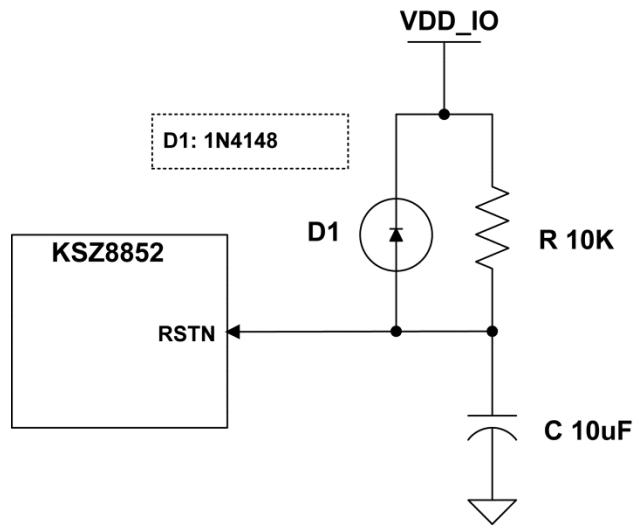 VDD_IO
D1: 1N4148
D1
R 10K
KSZ8852
RSTN
C 10uF